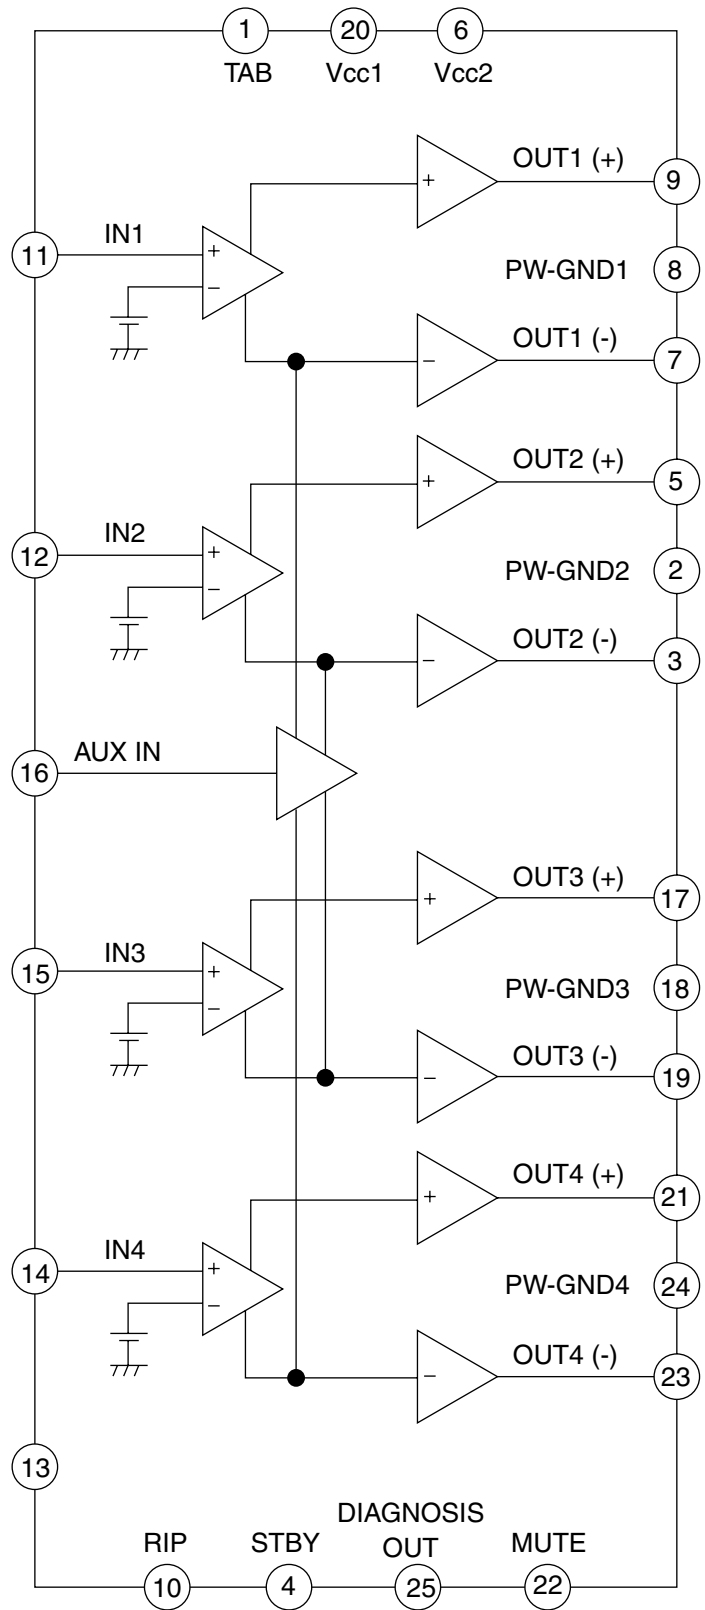 1 20 6
TAB Vcc1 Vcc2
OUT1 (+)
+ 9
IN1
11 + PW-GND1 8
−
OUT1 (-)
− 7
OUT2 (+)
+ 5
IN2
12 + PW-GND2 2
−
OUT2 (-)
− 3
AUX IN
16
OUT3 (+)
+ 17
IN3
15 + PW-GND3 18
−
OUT3 (-)
− 19
OUT4 (+)
+ 21
IN4
14 + PW-GND4 24
−
OUT4 (-)
− 23
13
DIAGNOSIS
RIP STBY OUT MUTE
10 4 25 22